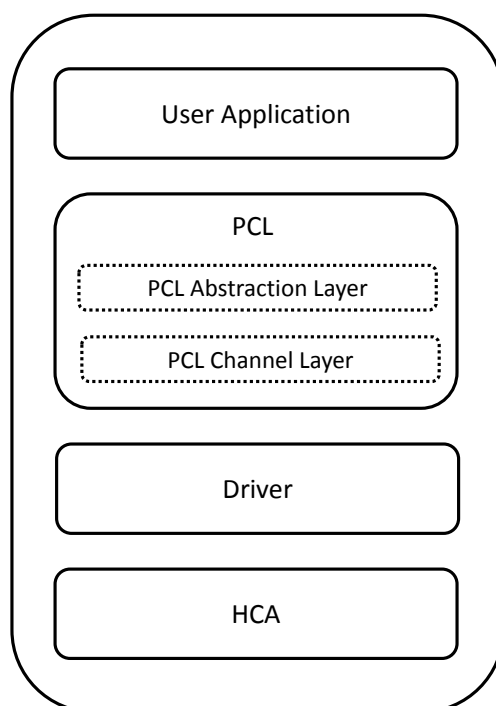 User Application
PCL
PCL Abstraction Layer
PCL Channel Layer
Driver
HCA